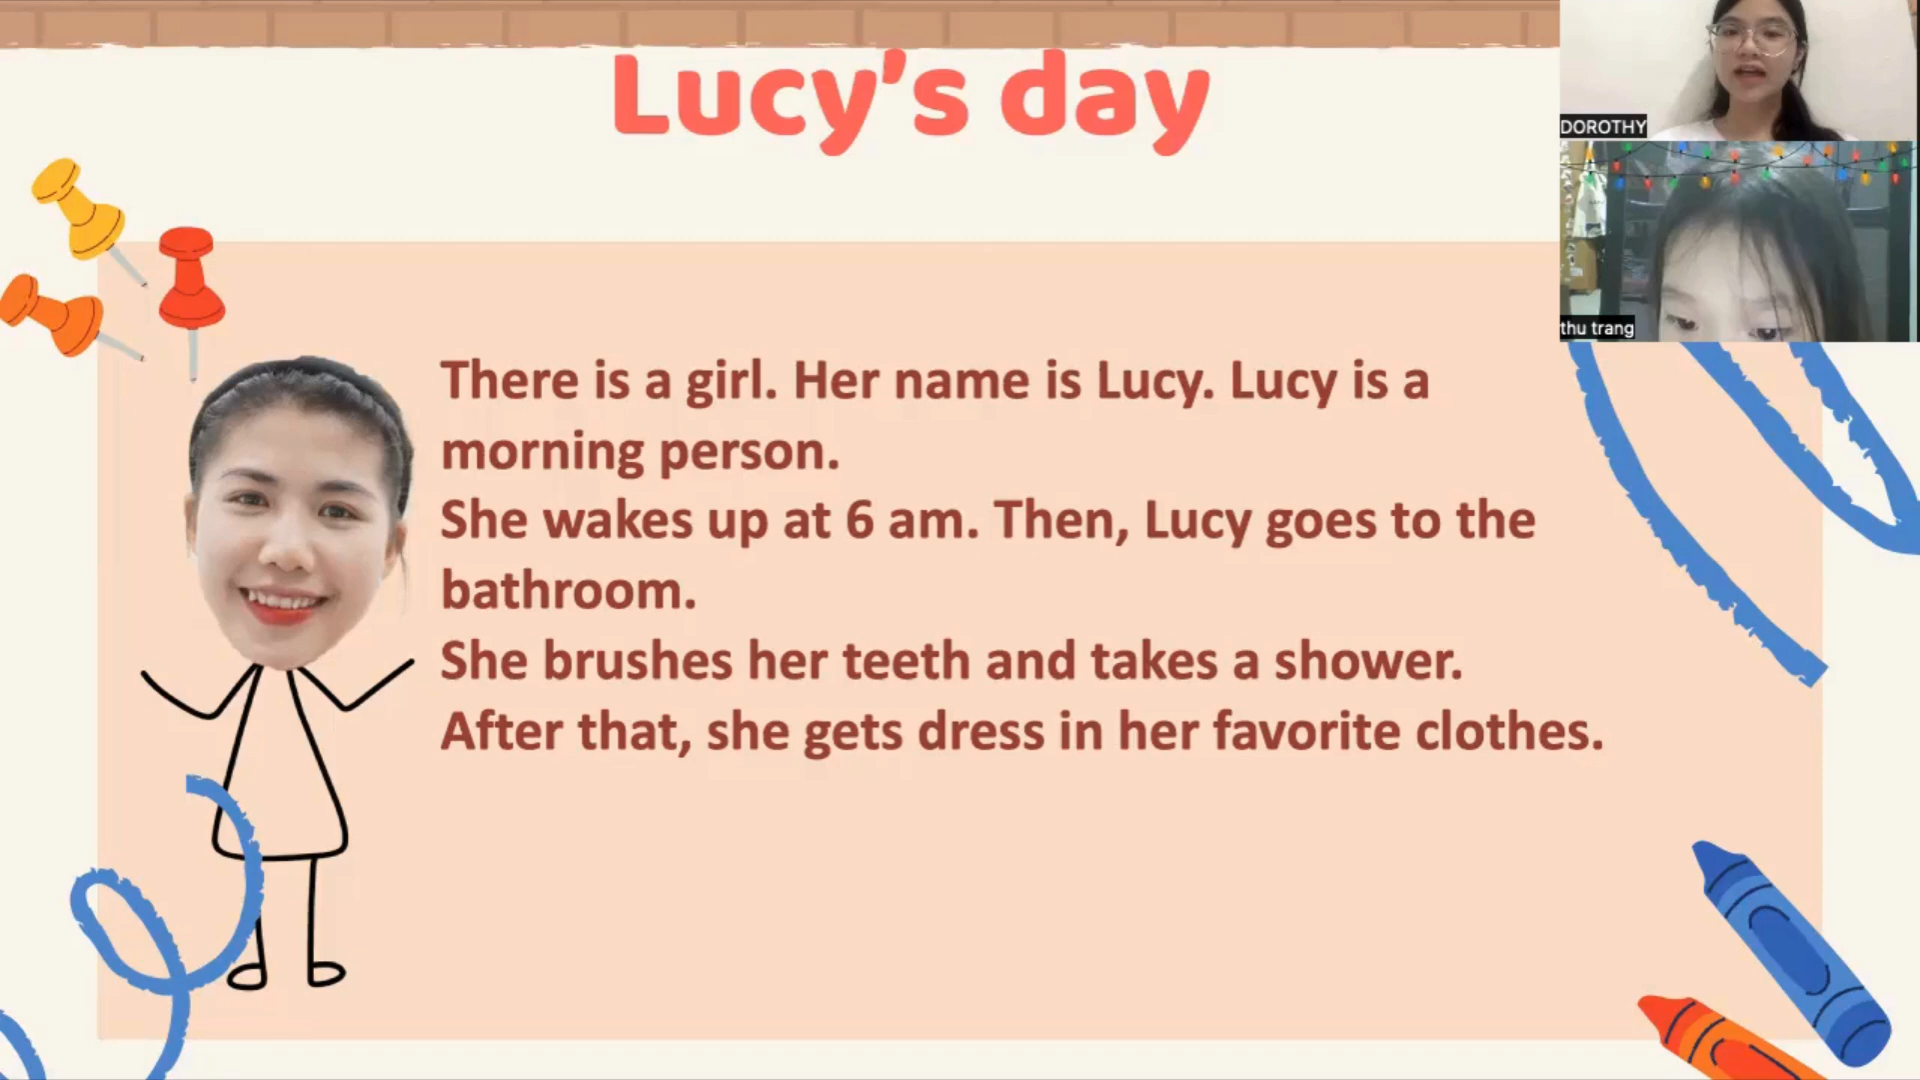 Lucy's day
DOROTHY
thu trang
There is a girl. Her name is Lucy. Lucy is a
morning person.
She wakes up at 6 am. Then, Lucy goes to the
bathroom.
She brushes her teeth and takes a shower.
After that, she gets dress in her favorite clothes.